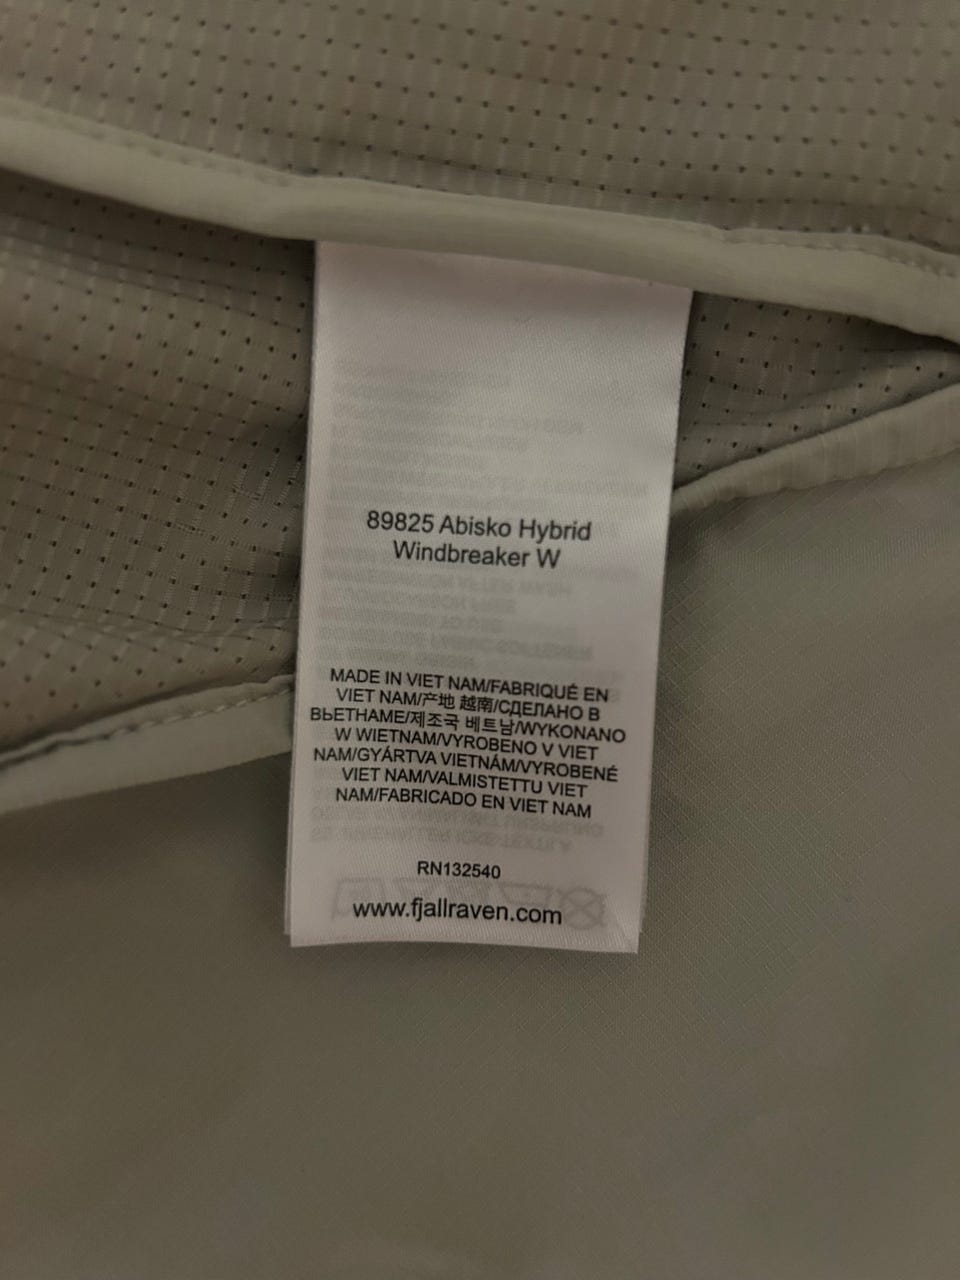 89825 Abisko Hybrid
Windbreaker W
MADE IN VIET NAM/FABRIQUÉ EN
VIET NAM/产地 越南/СДЕЛАНО В
ВЬЕТНАМЕ/제조국 베트남/WYKONANO
W WIETNAM/VYROBENO V VIET
NAM/GYÁRTVA VIETNÁM/VYROBENÉ
VIET NAM/VALMISTETTU VIET
NAM/FABRICADO EN VIET NAM
RN132540
www.fjallraven.com